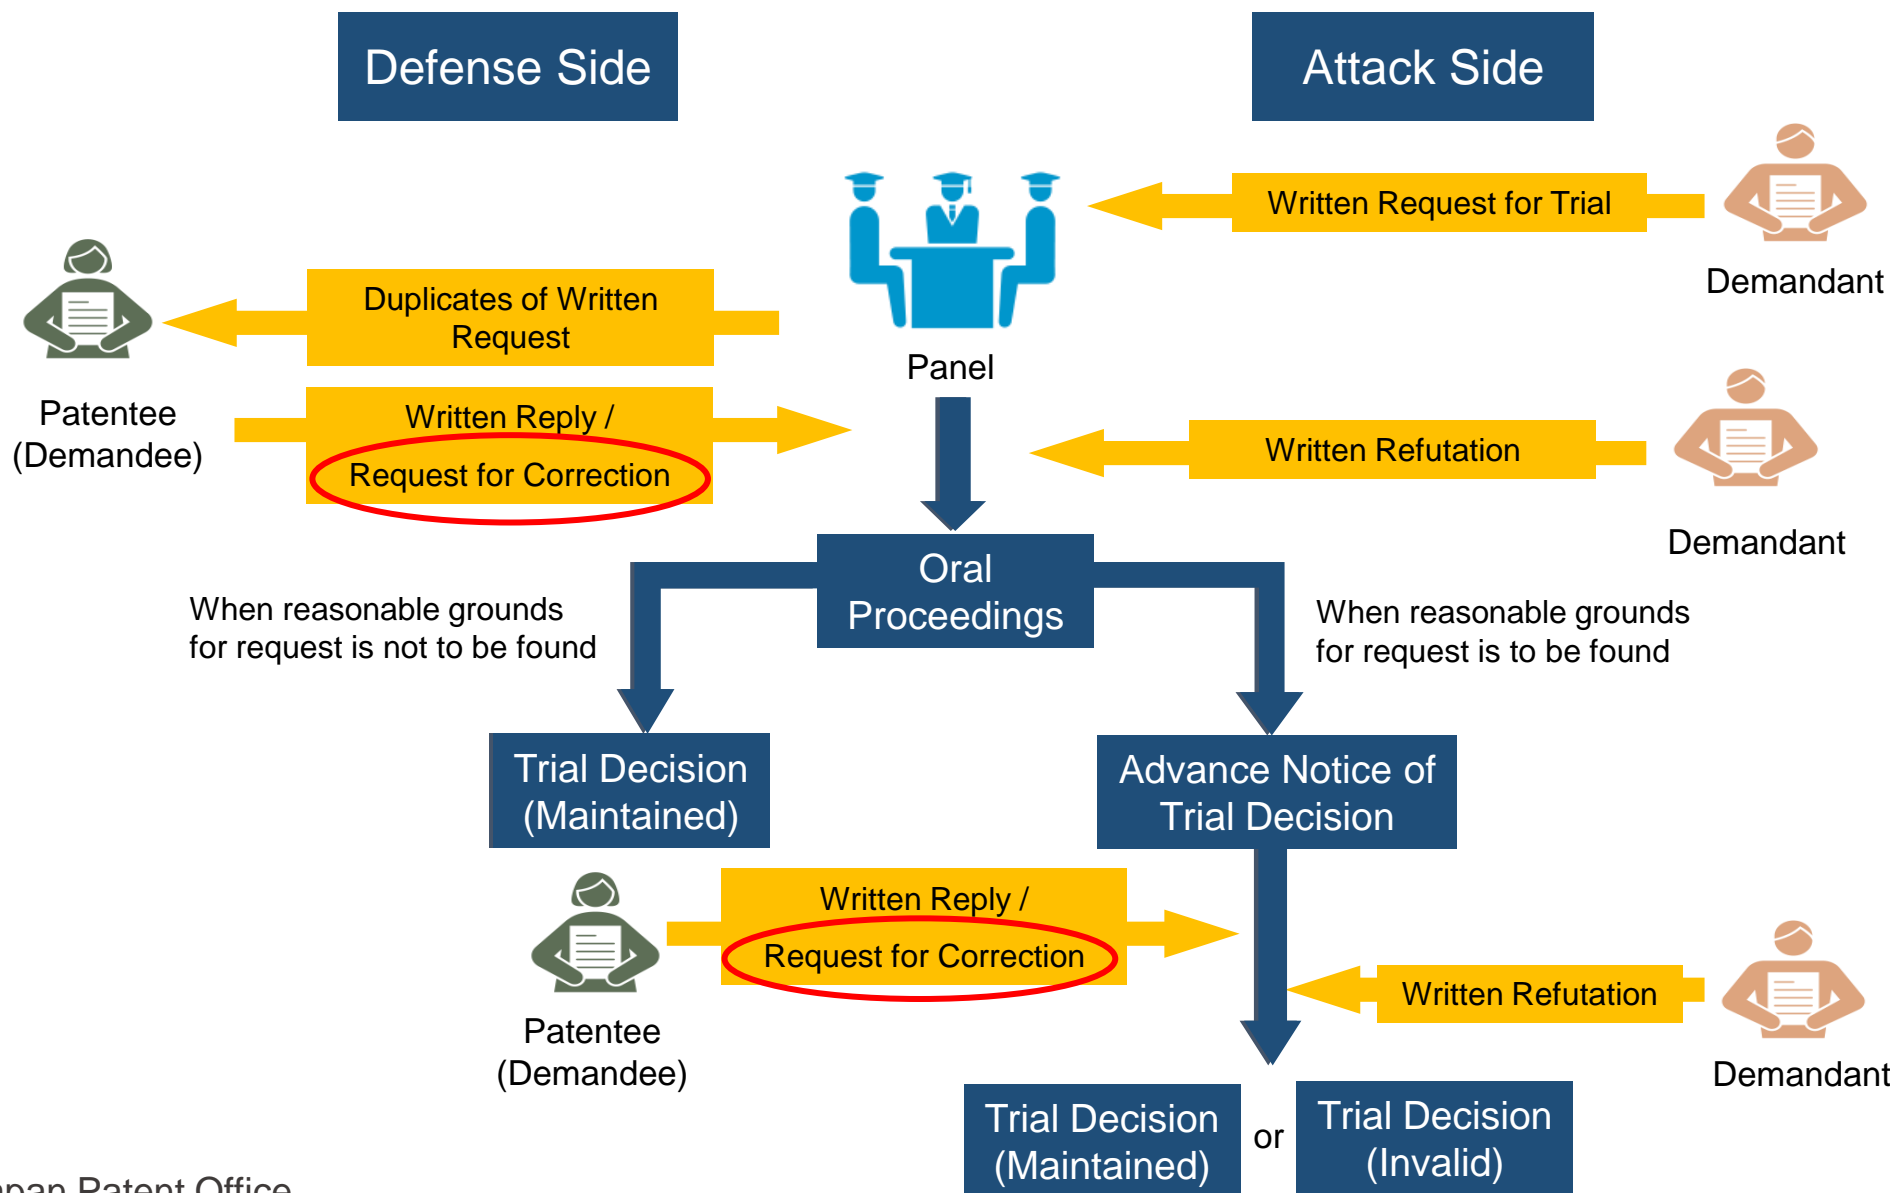 Defense Side
Attack Side
Written Request for Trial
Demandant
Duplicates of Written
Request
Panel
Patentee
(Demandee)
Written Reply /
Request for Correction
Written Refutation
Demandant
Oral
Proceedings
When reasonable grounds
for request is not to be found
When reasonable grounds
for request is to be found
Trial Decision
(Maintained)
Advance Notice of
Trial Decision
Written Reply /
Request for Correction
Patentee
(Demandee)
Written Refutation
Demandant
Trial Decision
(Maintained)
or
Trial Decision
(Invalid)
Patent Office